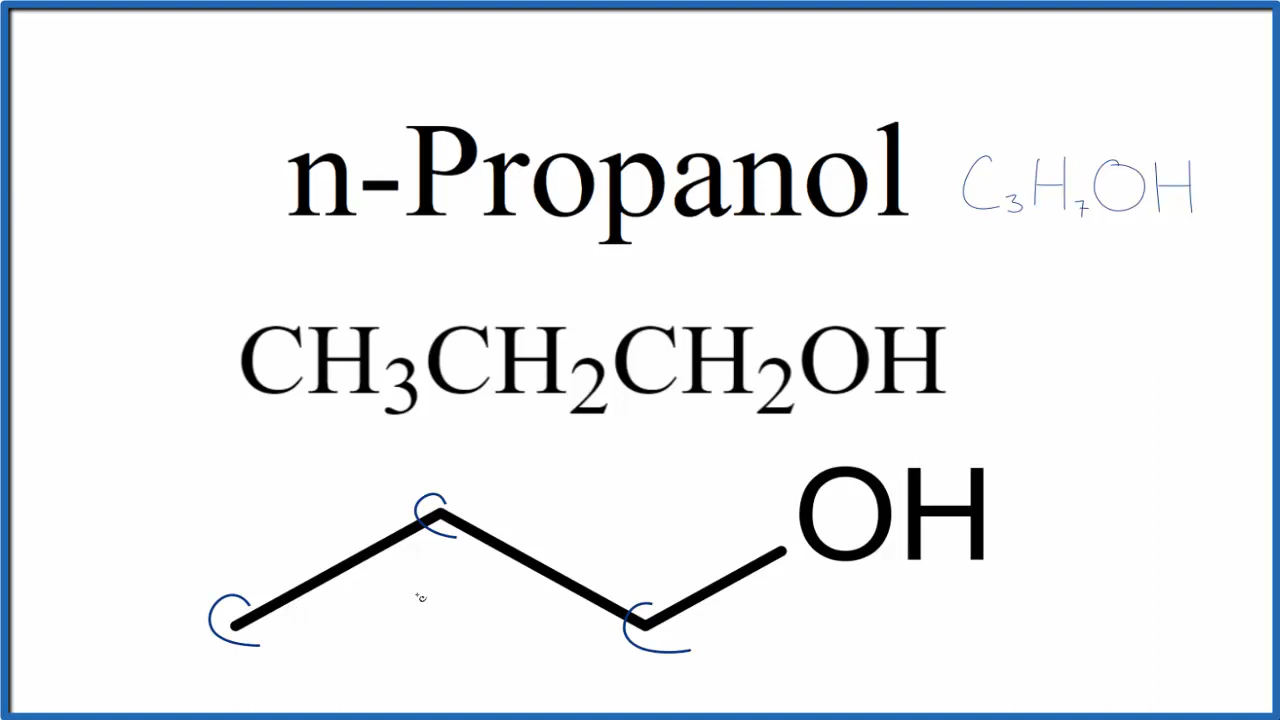 n-Propanol C₃H₇OH
CH₃CH₂CH₂OH
OH
C C C